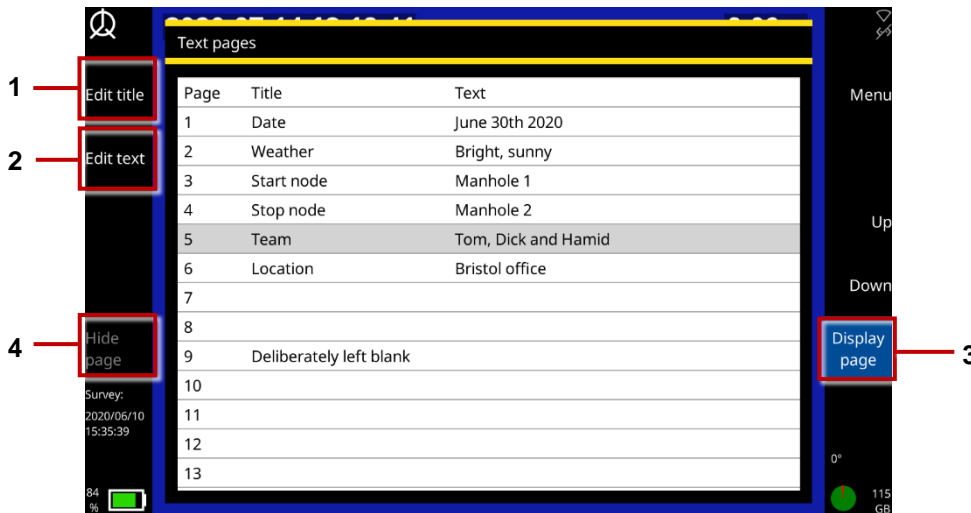 Text pages
1
Edit title
2
Edit text
4
Hide
page
Survey:
2020/06/10
15:35:39
84
%
Page Title Text
1 Date June 30th 2020
2 Weather Bright, sunny
3 Start node Manhole 1
4 Stop node Manhole 2
5 Team Tom, Dick and Hamid
6 Location Bristol office
7
8
9 Deliberately left blank
10
11
12
13
Menu
Up
Down
Display
page
3
0°
115
GB